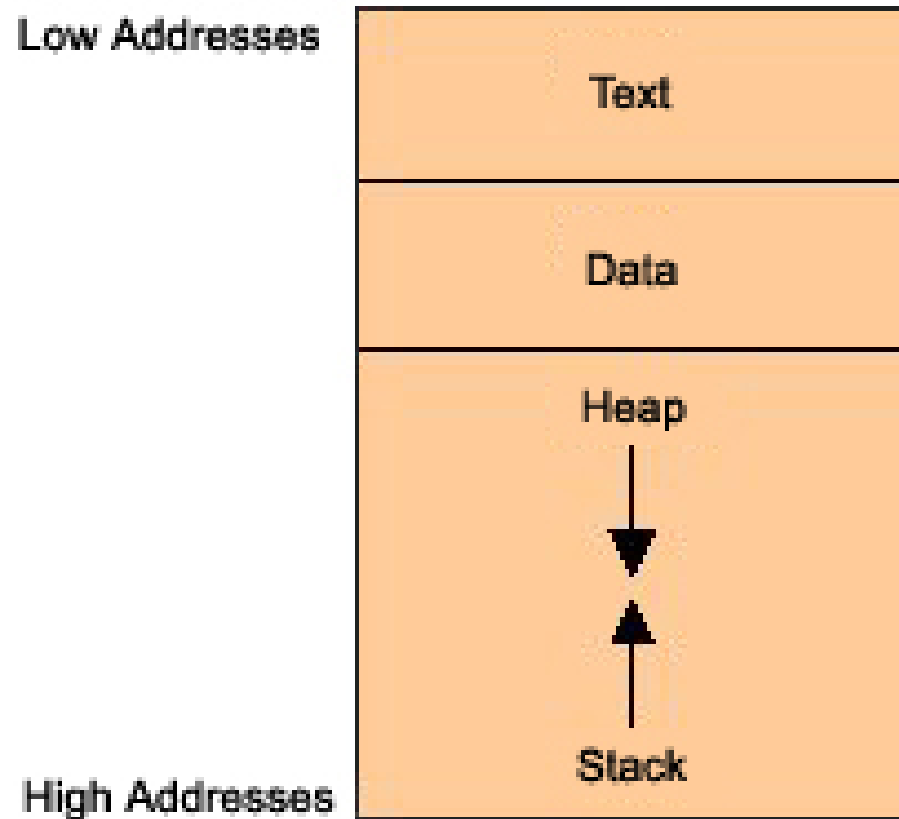 Low Addresses
Text
Data
Heap
Stack
High Addresses